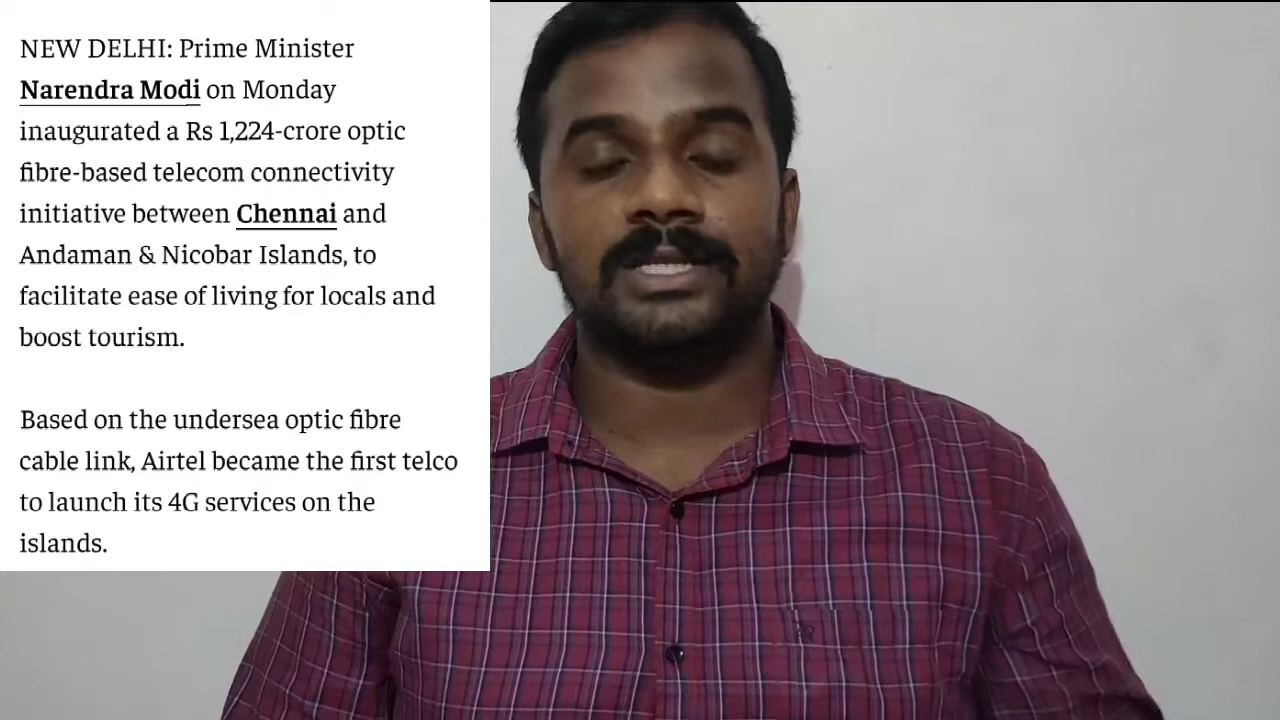 NEW DELHI: Prime Minister
Narendra Modi on Monday
inaugurated a Rs 1,224-crore optic
fibre-based telecom connectivity
initiative between Chennai and
Andaman & Nicobar Islands, to
facilitate ease of living for locals and
boost tourism.
Based on the undersea optic fibre
cable link, Airtel became the first telco
to launch its 4G services on the
islands.